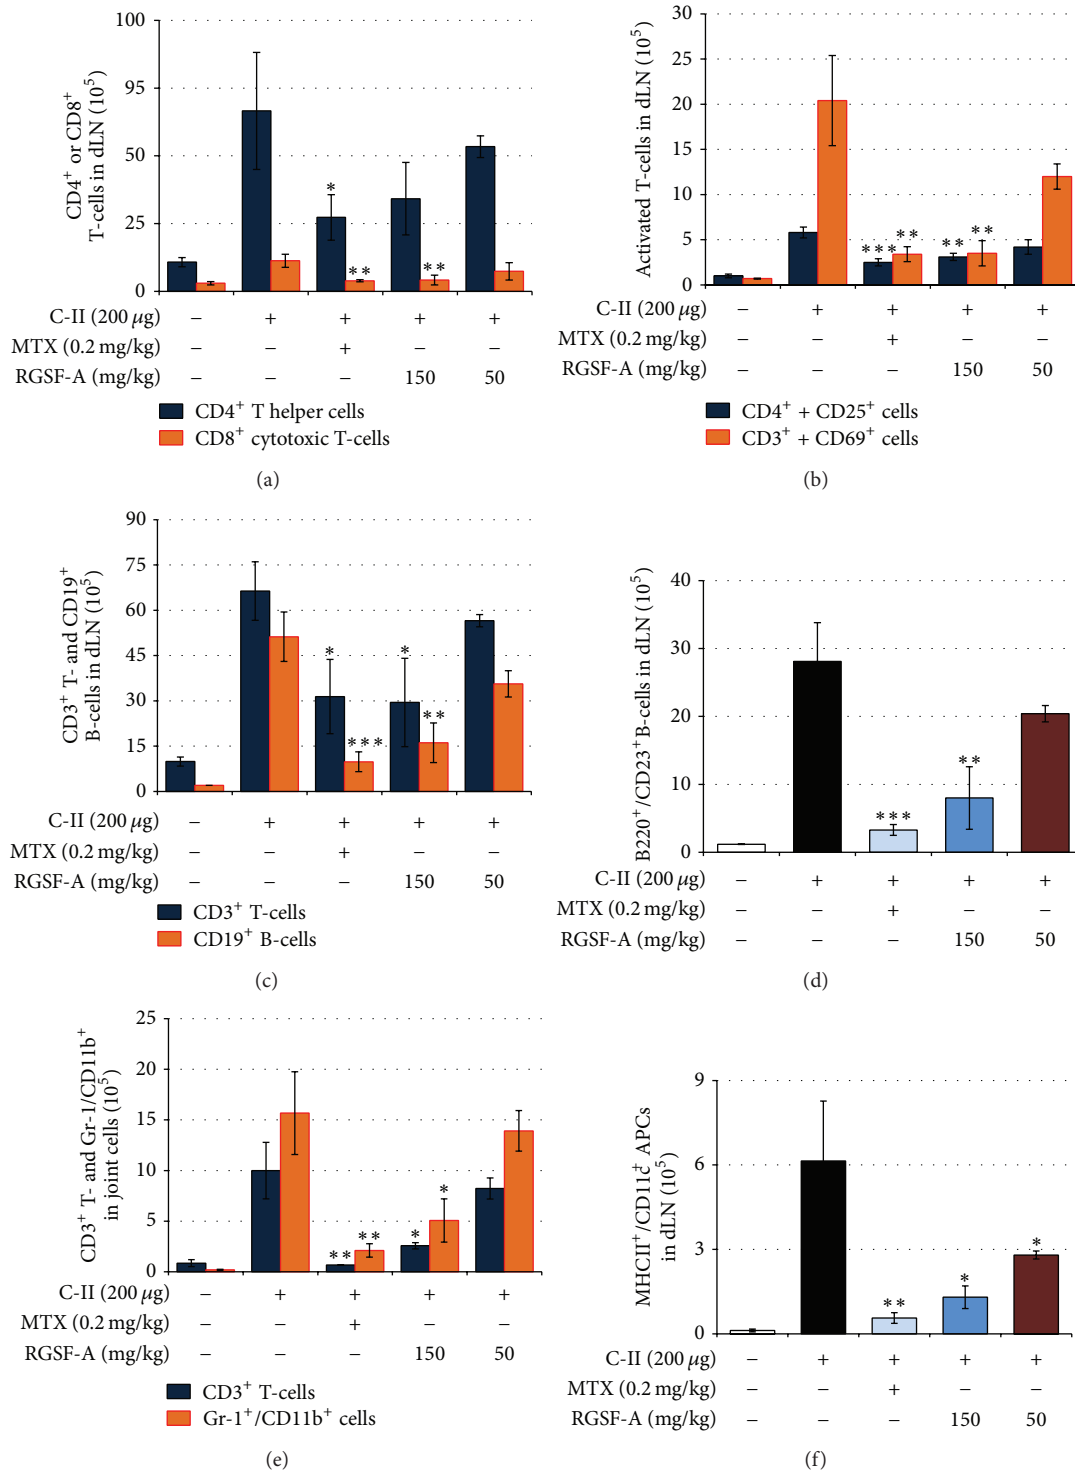 CD4+ or CD8+
T-cells in dLN (10^5)
100
95
50
25
0
*
**
**
C-II (200 μg) − + + + +
MTX (0.2 mg/kg) − − + − −
RGSF-A (mg/kg) − − − 150 50
CD4+ T helper cells
CD8+ cytotoxic T-cells
(a)
Activated T-cells in dLN (10^5)
30
25
20
15
10
5
0
***
**
**
**
C-II (200 μg) − + + + +
MTX (0.2 mg/kg) − − + − −
RGSF-A (mg/kg) − − − 150 50
CD4+ + CD25+ cells
CD3+ + CD69+ cells
(b)
CD3+ T- and CD19+
B-cells in dLN (10^5)
90
75
60
45
30
15
0
*
***
*
**
C-II (200 μg) − + + + +
MTX (0.2 mg/kg) − − + − −
RGSF-A (mg/kg) − − − 150 50
CD3+ T-cells
CD19+ B-cells
(c)
B220+/CD23+B-cells in dLN (10^5)
40
30
20
10
0
***
**
C-II (200 μg) − + + + +
MTX (0.2 mg/kg) − − + − −
RGSF-A (mg/kg) − − − 150 50
(d)
CD3+ T- and Gr-1/CD11b+
in joint cells (10^5)
25
20
15
10
5
0
**
**
*
*
C-II (200 μg) − + + + +
MTX (0.2 mg/kg) − − + − −
RGSF-A (mg/kg) − − − 150 50
CD3+ T-cells
Gr-1+/CD11b+ cells
(e)
MHCII+/CD11c+ APCs
in dLN (10^5)
9
6
3
0
**
*
*
C-II (200 μg) − + + + +
MTX (0.2 mg/kg) − − + − −
RGSF-A (mg/kg) − − − 150 50
(f)